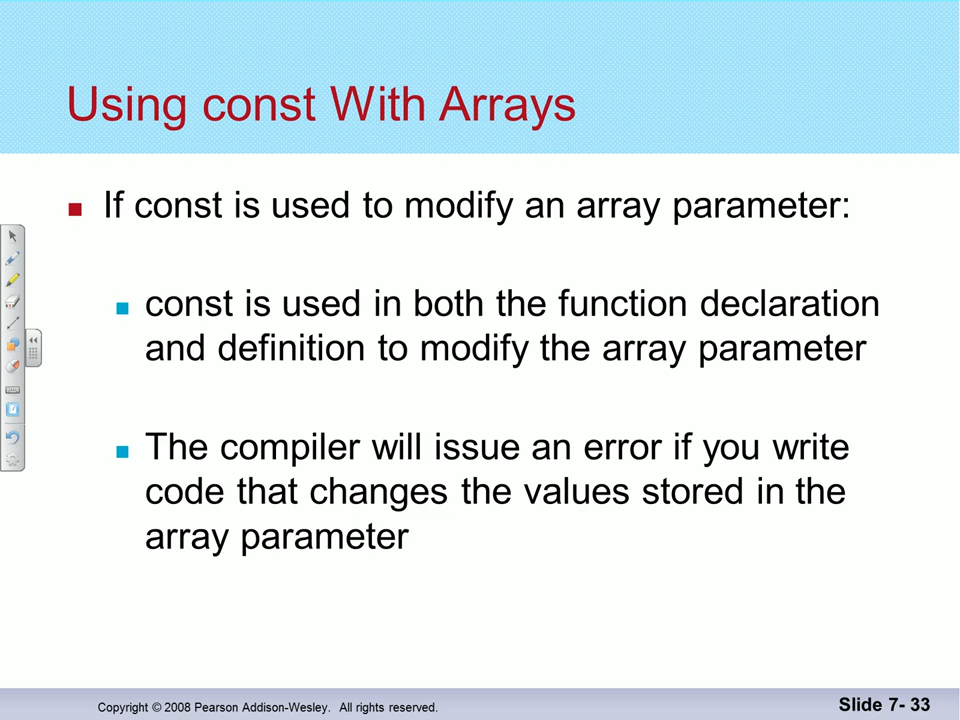 Using const With Arrays
If const is used to modify an array parameter:
const is used in both the function declaration
and definition to modify the array parameter
The compiler will issue an error if you write
code that changes the values stored in the
array parameter
Copyright © 2008 Pearson Addison-Wesley. All rights reserved.
Slide 7- 33